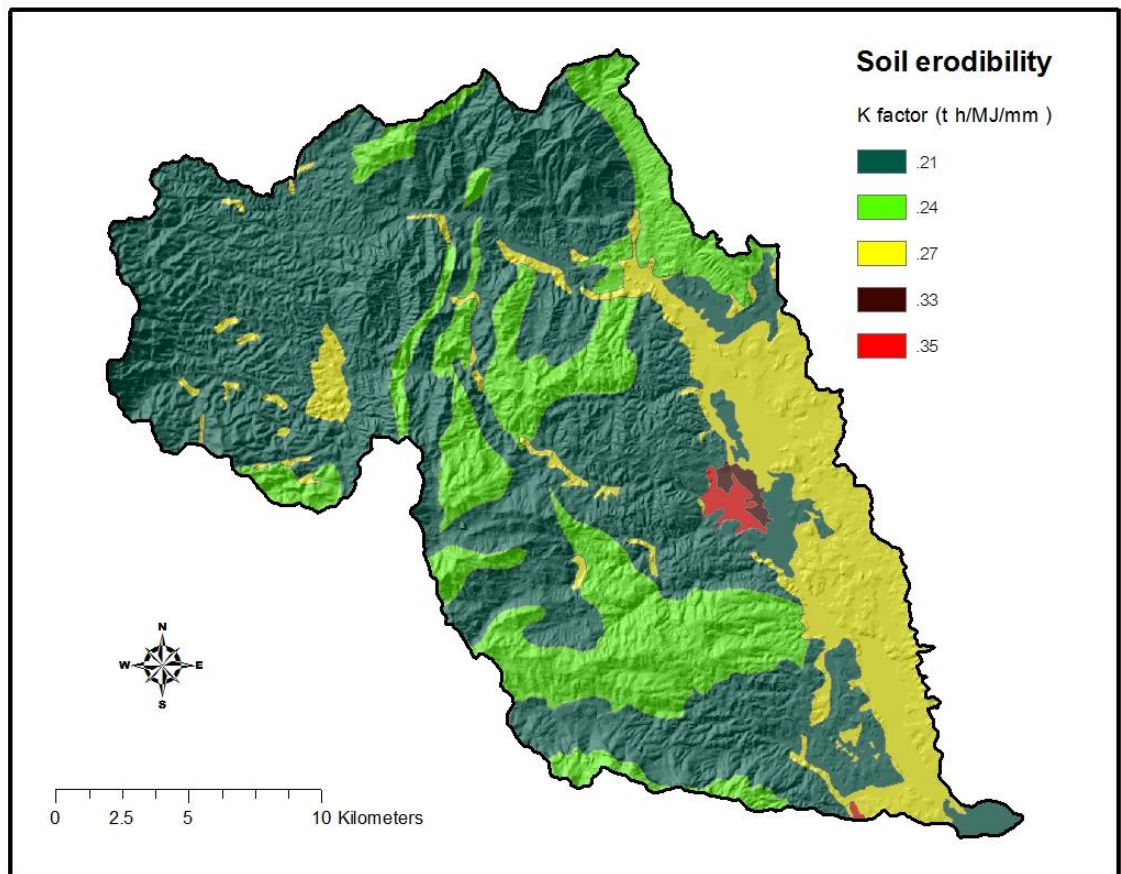 Soil erodibility
K factor (t h/MJ/mm )
.21
.24
.27
.33
.35
N
W E
S
0 2.5 5 10 Kilometers